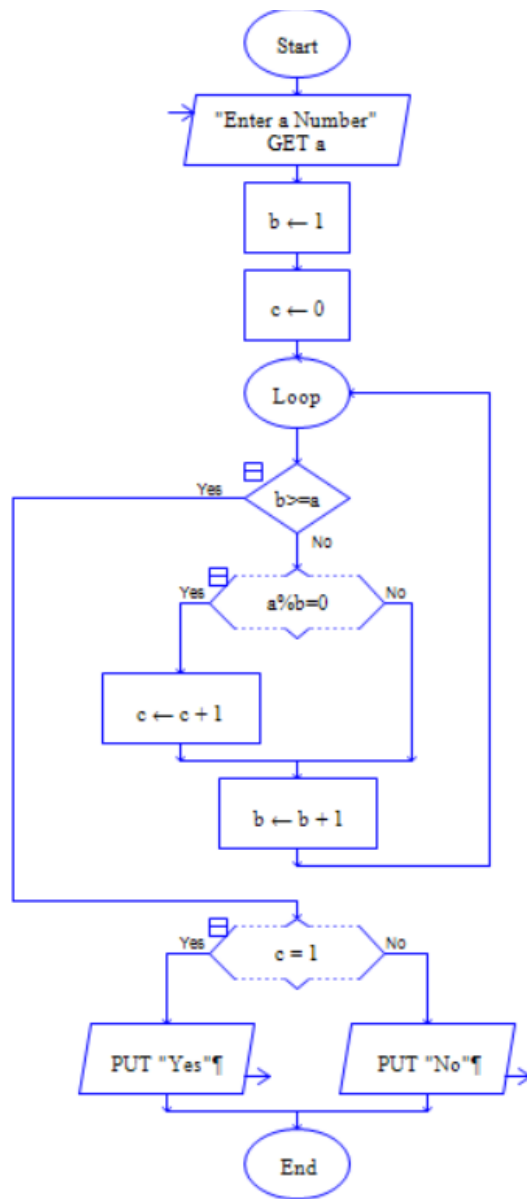 Start
"Enter a Number"
GET a
b ← 1
c ← 0
Loop
Yes
b>=a
No
Yes
a%b=0
No
c ← c + 1
b ← b + 1
Yes
c = 1
No
PUT "Yes"¶
PUT "No"¶
End